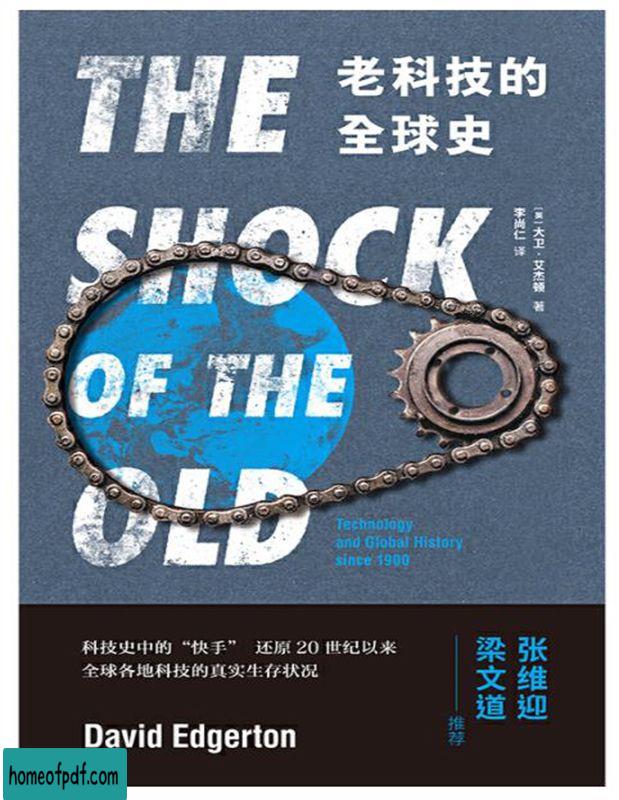 THE
老科技的
全球史
SHOCK
[英] 大卫·艾杰顿 著
李尚仁 译
OF THE
OLD
Technology
and Global History
since 1900
科技史中的“快手” 还原 20 世纪以来
全球各地科技的真实生存状况
张维迎
梁文道
推荐
David Edgerton
homeofpdf.com